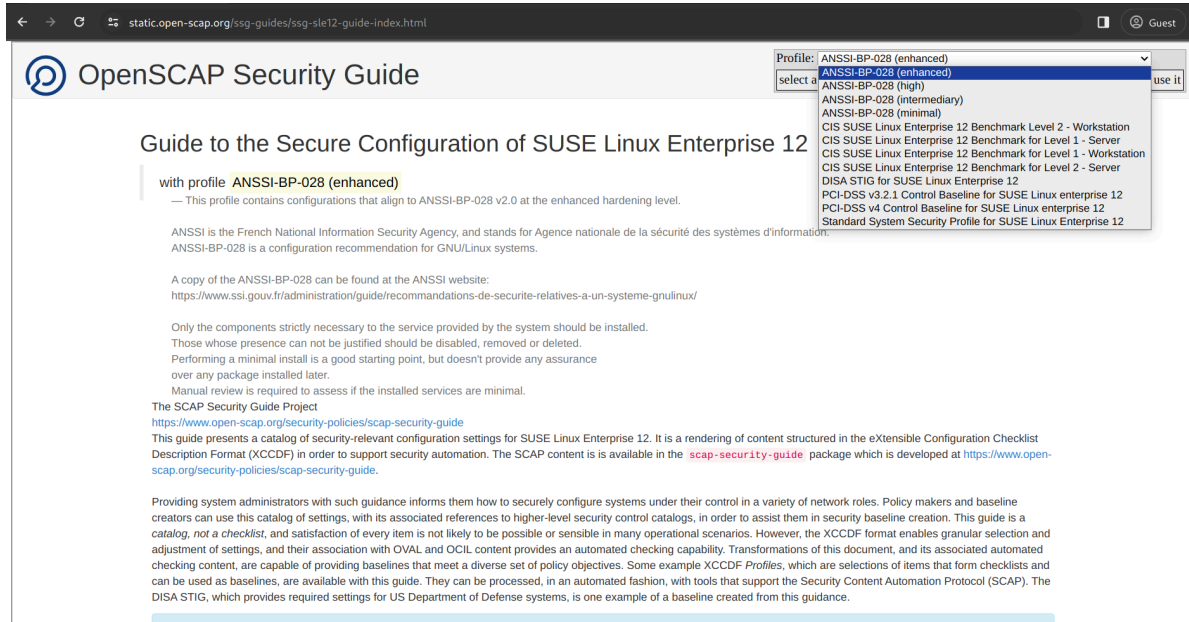 static.open-scap.org/ssg-guides/ssg-sle12-guide-index.html
Guest
OpenSCAP Security Guide
Profile: ANSSI-BP-028 (enhanced)
select a
use it
ANSSI-BP-028 (enhanced)
ANSSI-BP-028 (high)
ANSSI-BP-028 (intermediary)
ANSSI-BP-028 (minimal)
CIS SUSE Linux Enterprise 12 Benchmark Level 2 - Workstation
CIS SUSE Linux Enterprise 12 Benchmark for Level 1 - Server
CIS SUSE Linux Enterprise 12 Benchmark for Level 1 - Workstation
CIS SUSE Linux Enterprise 12 Benchmark for Level 2 - Server
DISA STIG for SUSE Linux Enterprise 12
PCI-DSS v3.2.1 Control Baseline for SUSE Linux enterprise 12
PCI-DSS v4 Control Baseline for SUSE Linux enterprise 12
Standard System Security Profile for SUSE Linux Enterprise 12
Guide to the Secure Configuration of SUSE Linux Enterprise 12
with profile ANSSI-BP-028 (enhanced)
— This profile contains configurations that align to ANSSI-BP-028 v2.0 at the enhanced hardening level.
ANSSI is the French National Information Security Agency, and stands for Agence nationale de la sécurité des systèmes d'information.
ANSSI-BP-028 is a configuration recommendation for GNU/Linux systems.
A copy of the ANSSI-BP-028 can be found at the ANSSI website:
https://www.ssi.gouv.fr/administration/guide/recommandations-de-securite-relatives-a-un-systeme-gnulinux/
Only the components strictly necessary to the service provided by the system should be installed.
Those whose presence can not be justified should be disabled, removed or deleted.
Performing a minimal install is a good starting point, but doesn't provide any assurance
over any package installed later.
Manual review is required to assess if the installed services are minimal.
The SCAP Security Guide Project
https://www.open-scap.org/security-policies/scap-security-guide
This guide presents a catalog of security-relevant configuration settings for SUSE Linux Enterprise 12. It is a rendering of content structured in the eXtensible Configuration Checklist
Description Format (XCCDF) in order to support security automation. The SCAP content is is available in the scap-security-guide package which is developed at https://www.open-
scap.org/security-policies/scap-security-guide.
Providing system administrators with such guidance informs them how to securely configure systems under their control in a variety of network roles. Policy makers and baseline
creators can use this catalog of settings, with its associated references to higher-level security control catalogs, in order to assist them in security baseline creation. This guide is a
catalog, not a checklist, and satisfaction of every item is not likely to be possible or sensible in many operational scenarios. However, the XCCDF format enables granular selection and
adjustment of settings, and their association with OVAL and OCIL content provides an automated checking capability. Transformations of this document, and its associated automated
checking content, are capable of providing baselines that meet a diverse set of policy objectives. Some example XCCDF Profiles, which are selections of items that form checklists and
can be used as baselines, are available with this guide. They can be processed, in an automated fashion, with tools that support the Security Content Automation Protocol (SCAP). The
DISA STIG, which provides required settings for US Department of Defense systems, is one example of a baseline created from this guidance.